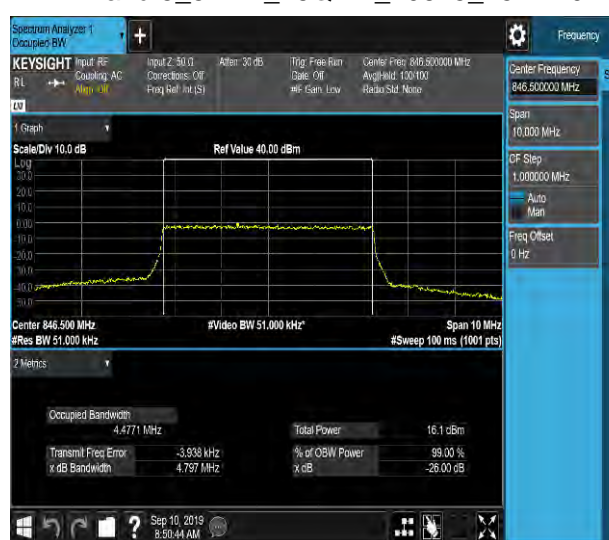 Spectrum Analyzer 1
Occupied BW
Frequency
KEYSIGHT Input: RF
RL
Coupling: AC
Align: Off
Input Z: 50 Ω
Corrections: Off
Freq Ref: Int (S)
Atten: 30 dB
Trig: Free Run
Gate: Off
#IF Gain: Low
Center Freq: 846.500000 MHz
Avg|Hold: 100/100
Radio Std: None
Center Frequency
846.500000 MHz
Span
10.000 MHz
CF Step
1.000000 MHz
Auto
Man
Freq Offset
0 Hz
1 Graph
Scale/Div 10.0 dB
Ref Value 40.00 dBm
Log
30.0
20.0
10.0
0.00
-10.0
-20.0
-30.0
-40.0
-50.0
Center 846.500 MHz
#Video BW 51.000 kHz*
Span 10 MHz
#Res BW 51.000 kHz
#Sweep 100 ms (1001 pts)
2 Metrics
Occupied Bandwidth
4.4771 MHz
Total Power 16.1 dBm
Transmit Freq Error -3.938 kHz
% of OBW Power 99.00 %
x dB Bandwidth 4.797 MHz
x dB -26.00 dB
?
Sep 10, 2019
8:50:44 AM